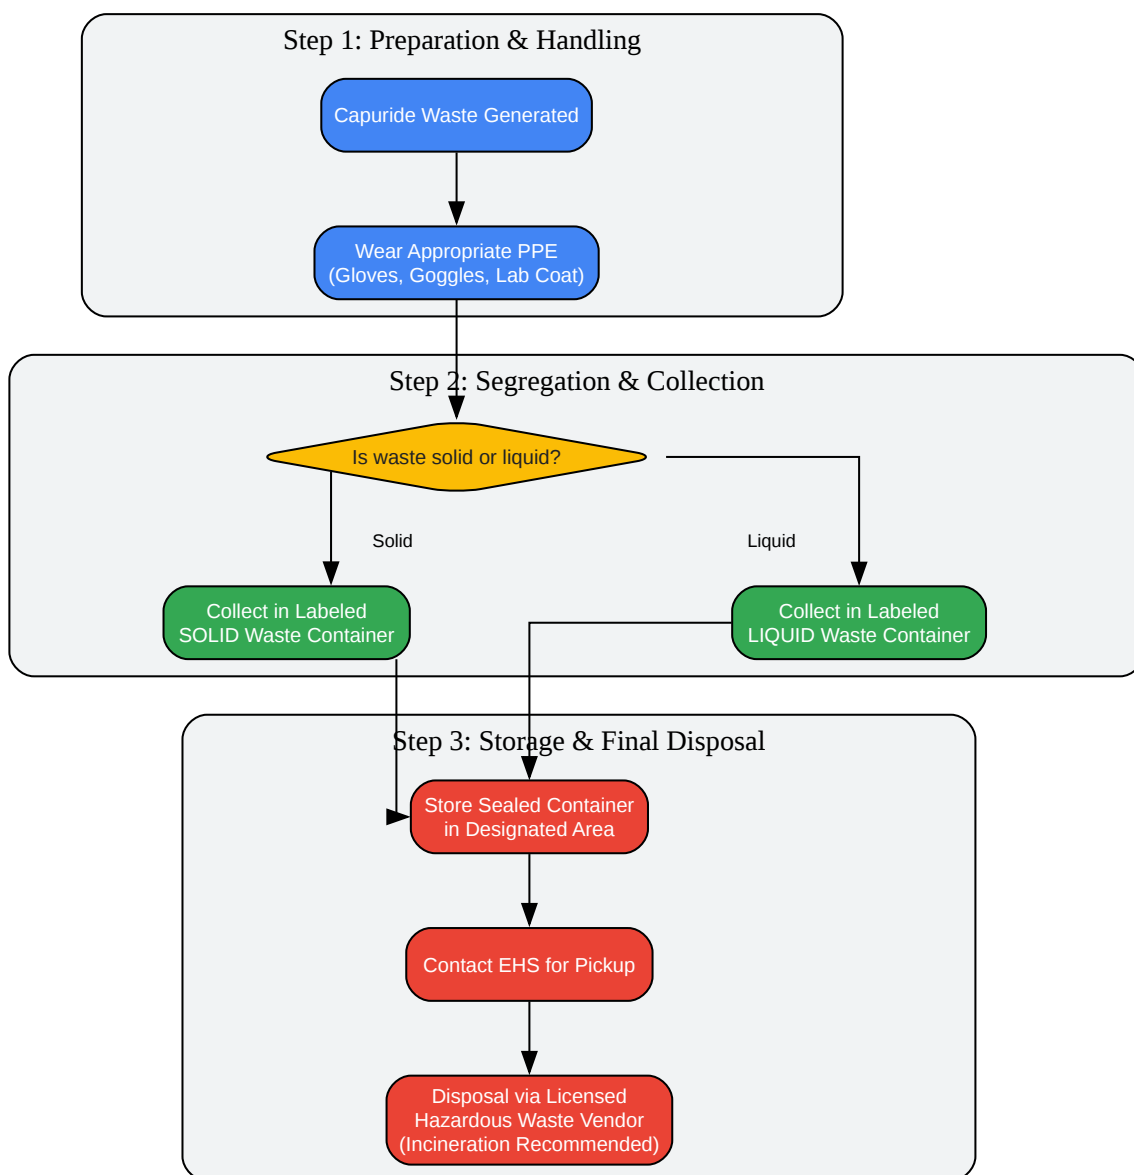 Step 1: Preparation & Handling
Capuride Waste Generated
Wear Appropriate PPE
(Gloves, Goggles, Lab Coat)
Step 2: Segregation & Collection
Is waste solid or liquid?
Solid
Liquid
Collect in Labeled
SOLID Waste Container
Collect in Labeled
LIQUID Waste Container
Step 3: Storage & Final Disposal
Store Sealed Container
in Designated Area
Contact EHS for Pickup
Disposal via Licensed
Hazardous Waste Vendor
(Incineration Recommended)